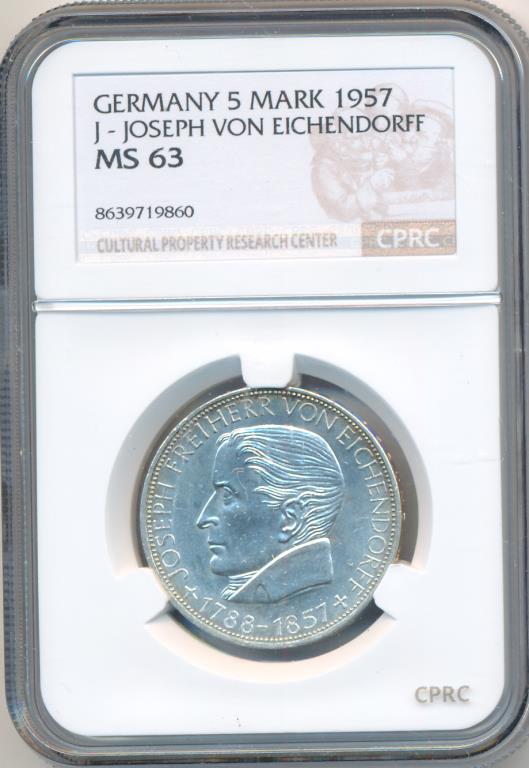 GERMANY 5 MARK 1957
J - JOSEPH VON EICHENDORFF
MS 63
8639719860
CULTURAL PROPERTY RESEARCH CENTER CPRC
JOSEPH FREIHERR VON EICHENDORFF
+ 1788-1857 +
CPRC